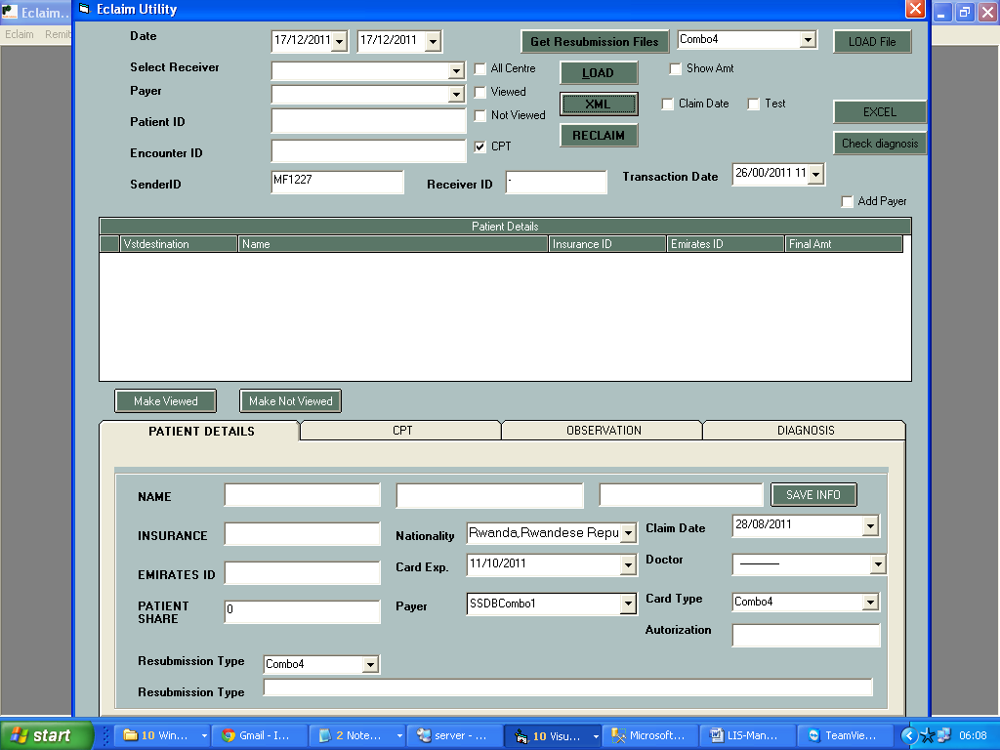 Eclaim..
Eclaim Utility
Eclaim Remit
Date 17/12/2011 17/12/2011 Get Resubmission Files Combo4 LOAD File
Select Receiver All Centre LOAD Show Amt
Payer Viewed XML Claim Date Test EXCEL
Patient ID Not Viewed RECLAIM Check diagnosis
Encounter ID CPT
SenderID MF1227 Receiver ID - Transaction Date 26/00/2011 11
Add Payer
Patient Details
Vstdestination Name Insurance ID Emirates ID Final Amt
Make Viewed Make Not Viewed
PATIENT DETAILS CPT OBSERVATION DIAGNOSIS
NAME SAVE INFO
INSURANCE Nationality Rwanda,Rwandese Repu Claim Date 28/08/2011
EMIRATES ID Card Exp. 11/10/2011 Doctor
PATIENT SHARE 0 Payer SSDBCombo1 Card Type Combo4
Autorization
Resubmission Type Combo4
Resubmission Type
start 10 Win... Gmail - I... 2 Note... server - ... 10 Visu... Microsoft... LIS-Man... TeamVie... 06:08